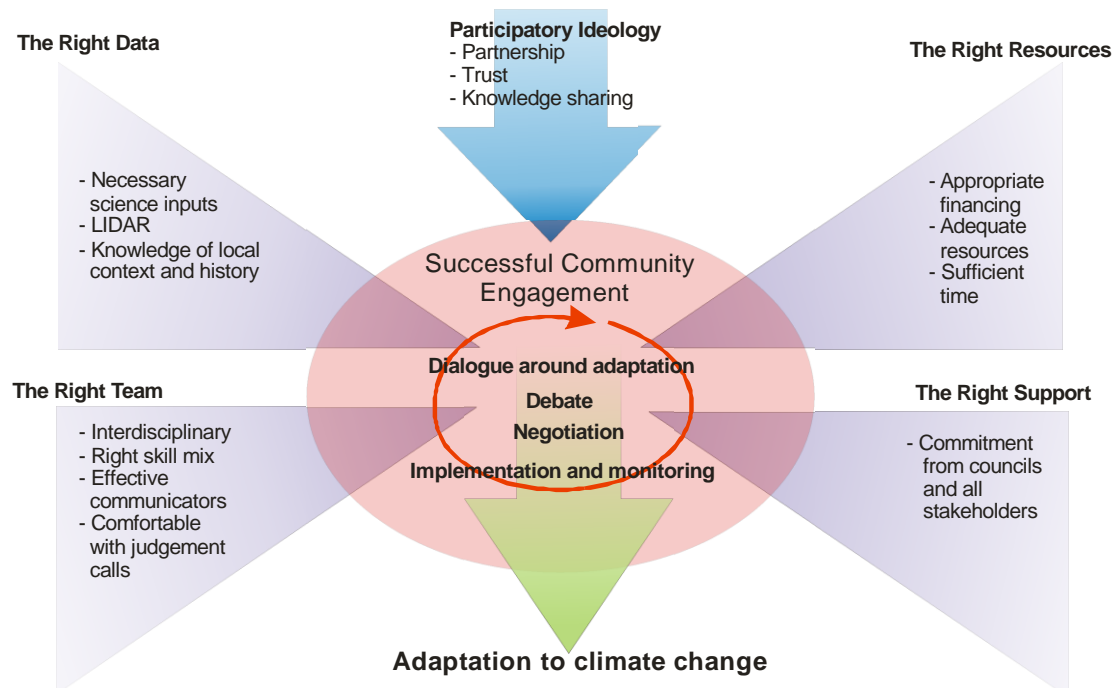 The Right Data
- Necessary
science inputs
- LIDAR
- Knowledge of local
context and history
Participatory Ideology
- Partnership
- Trust
- Knowledge sharing
The Right Resources
- Appropriate
financing
- Adequate
resources
- Sufficient
time
Successful Community
Engagement
Dialogue around adaptation
Debate
Negotiation
Implementation and monitoring
The Right Team
- Interdisciplinary
- Right skill mix
- Effective
communicators
- Comfortable
with judgement
calls
The Right Support
- Commitment
from councils
and all
stakeholders
Adaptation to climate change